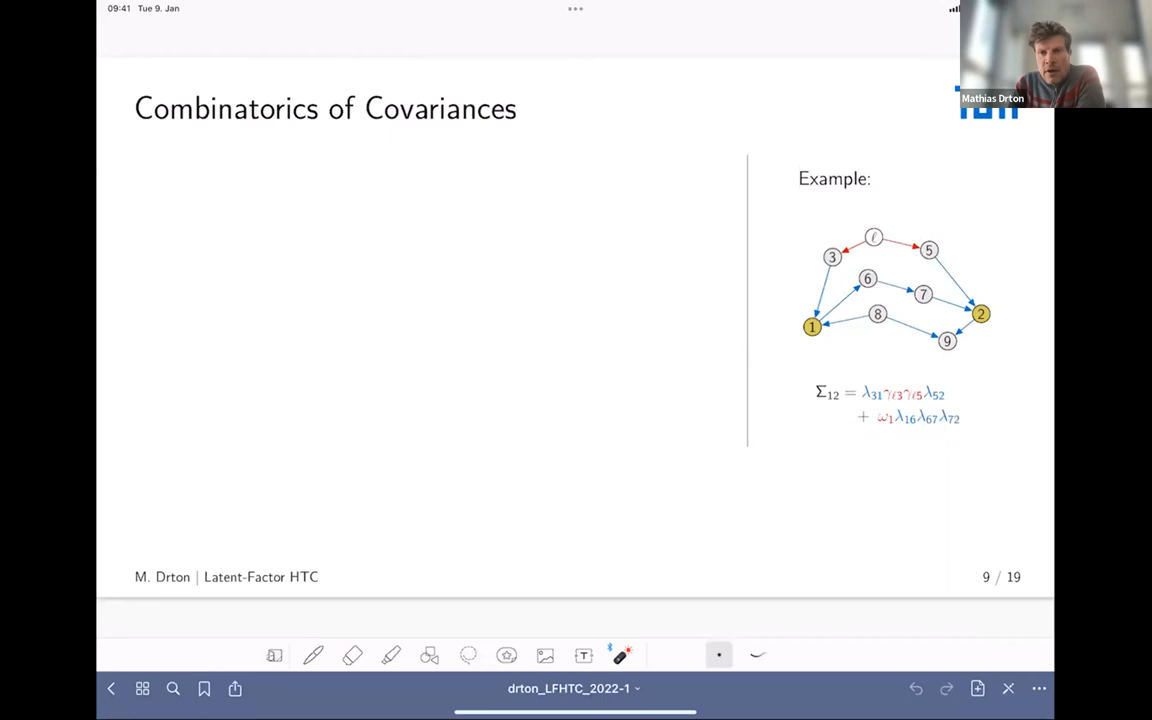 09:41 Tue 9. Jan
Mathias Drton
Combinatorics of Covariances
Example:
ℓ
3
5
6
7
8
1
2
9
Σ₁₂ = λ₃₁γℓ₃γℓ₅λ₅₂
+ ω₁λ₁₆λ₆₇λ₇₂
M. Drton | Latent-Factor HTC
9 / 19
T
drton_LFHTC_2022-1